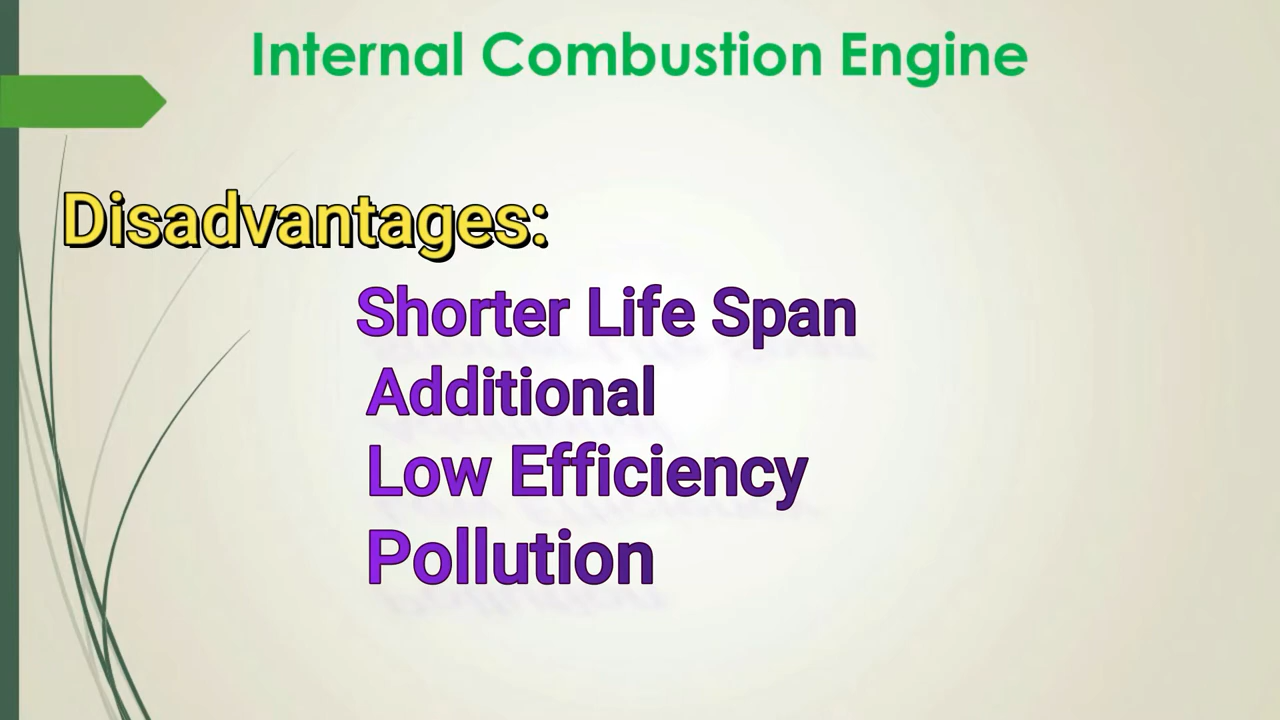 Internal Combustion Engine
Disadvantages:
Shorter Life Span
Additional
Low Efficiency
Pollution